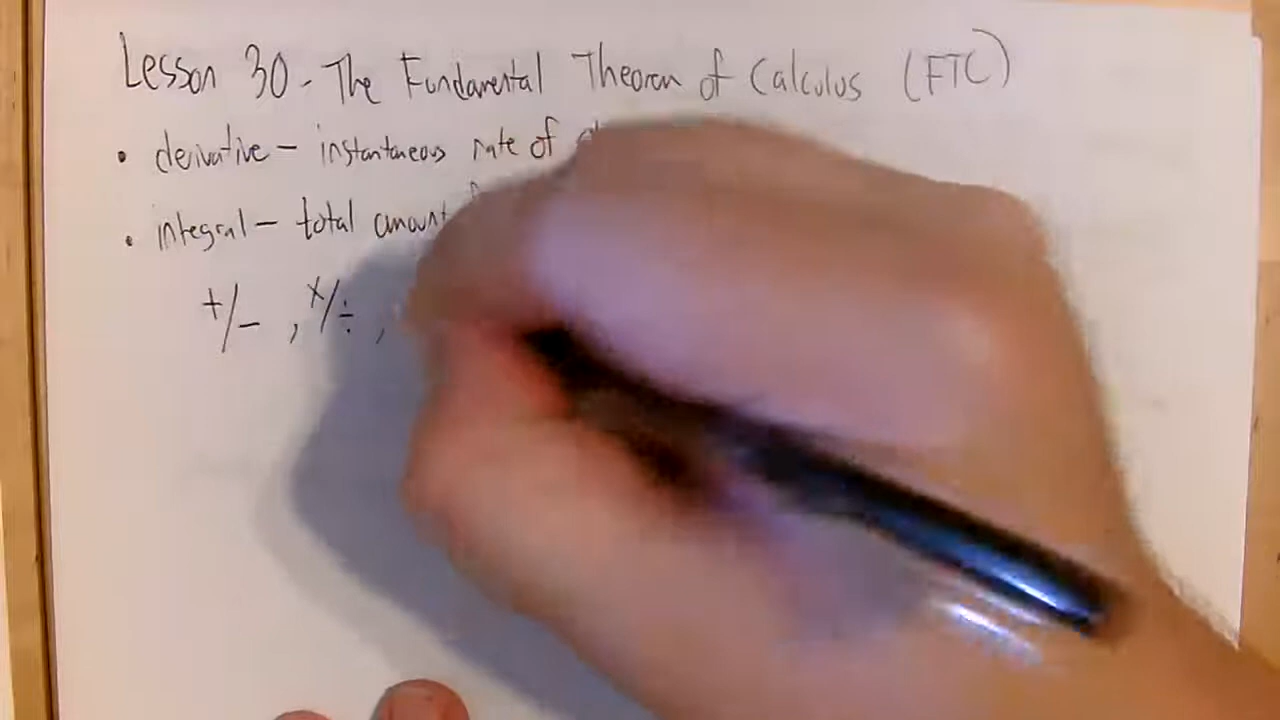 Lesson 30 - The Fundamental Theorem of Calculus (FTC)
• derivative - instantaneous rate of
• integral - total amount
+/- , ×/÷ ,